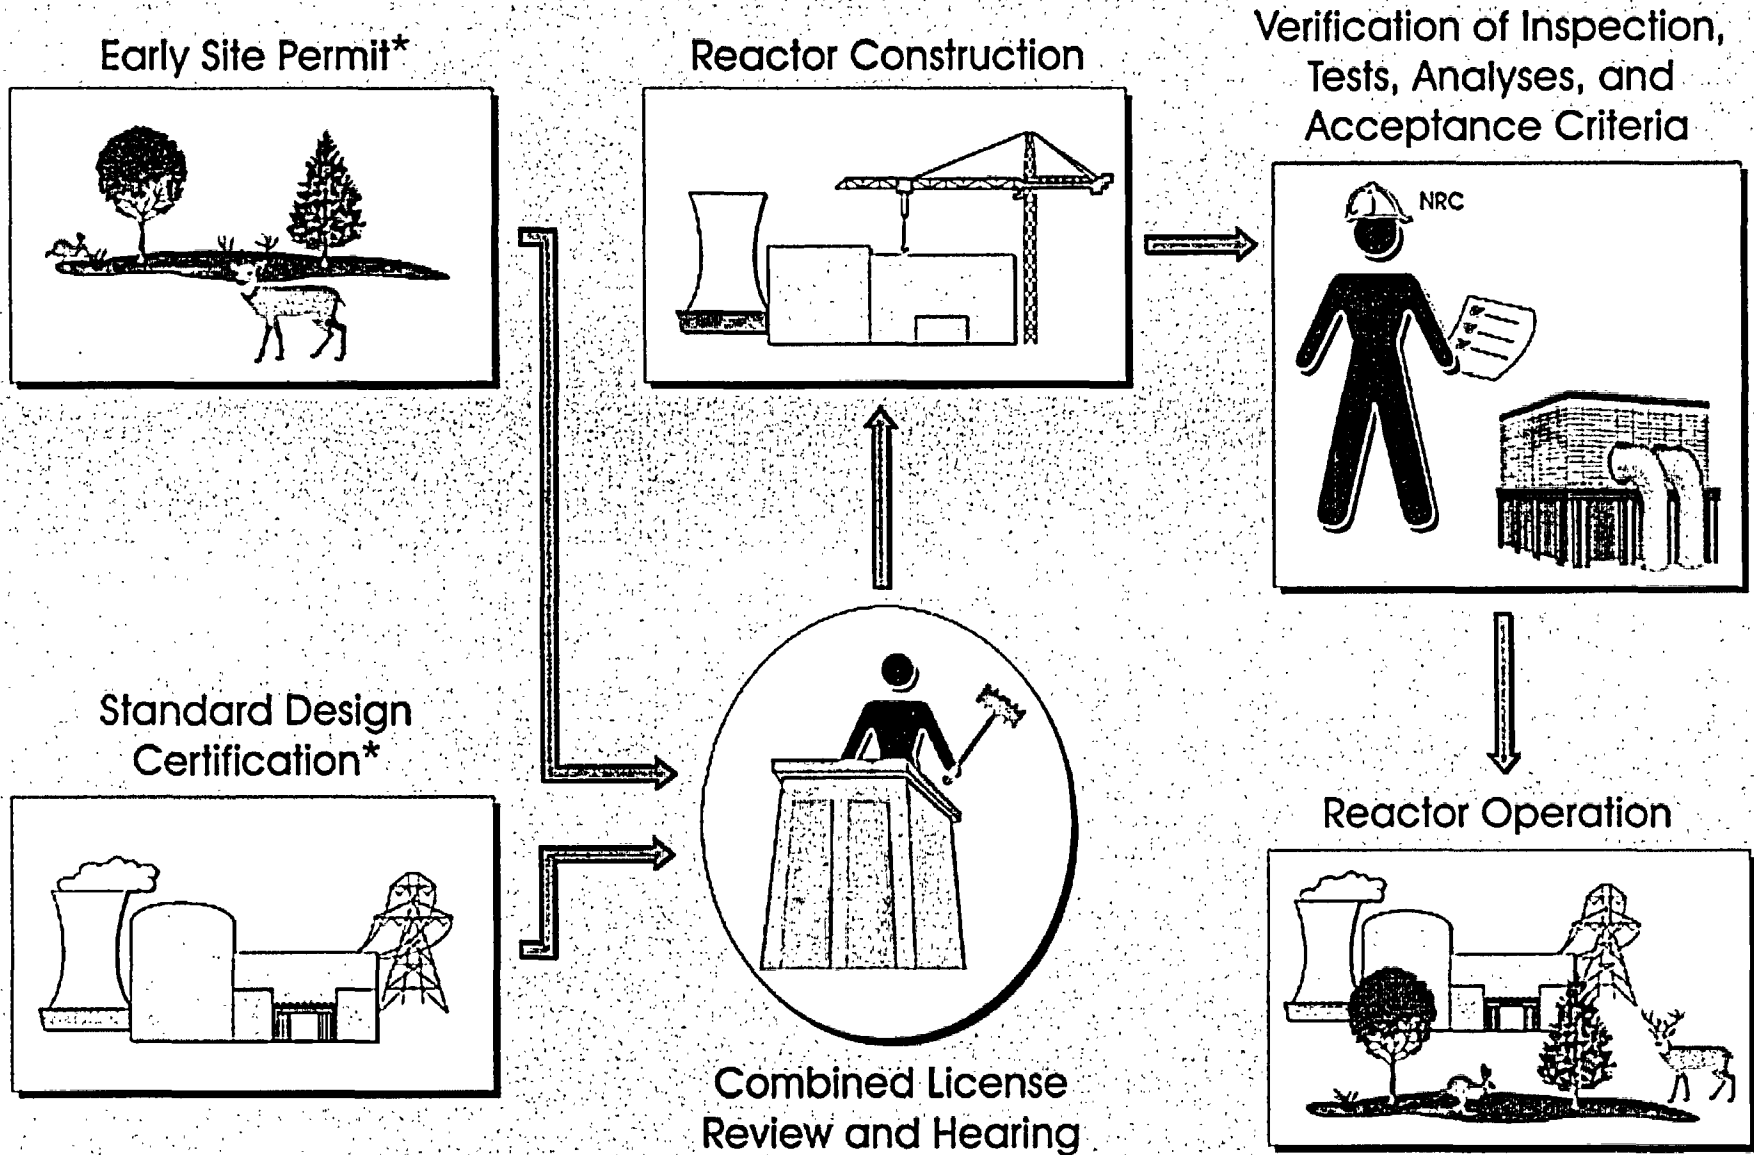 Early Site Permit*
Reactor Construction
Verification of Inspection,
Tests, Analyses, and
Acceptance Criteria
NRC
Standard Design
Certification*
Reactor Operation
Combined License
Review and Hearing